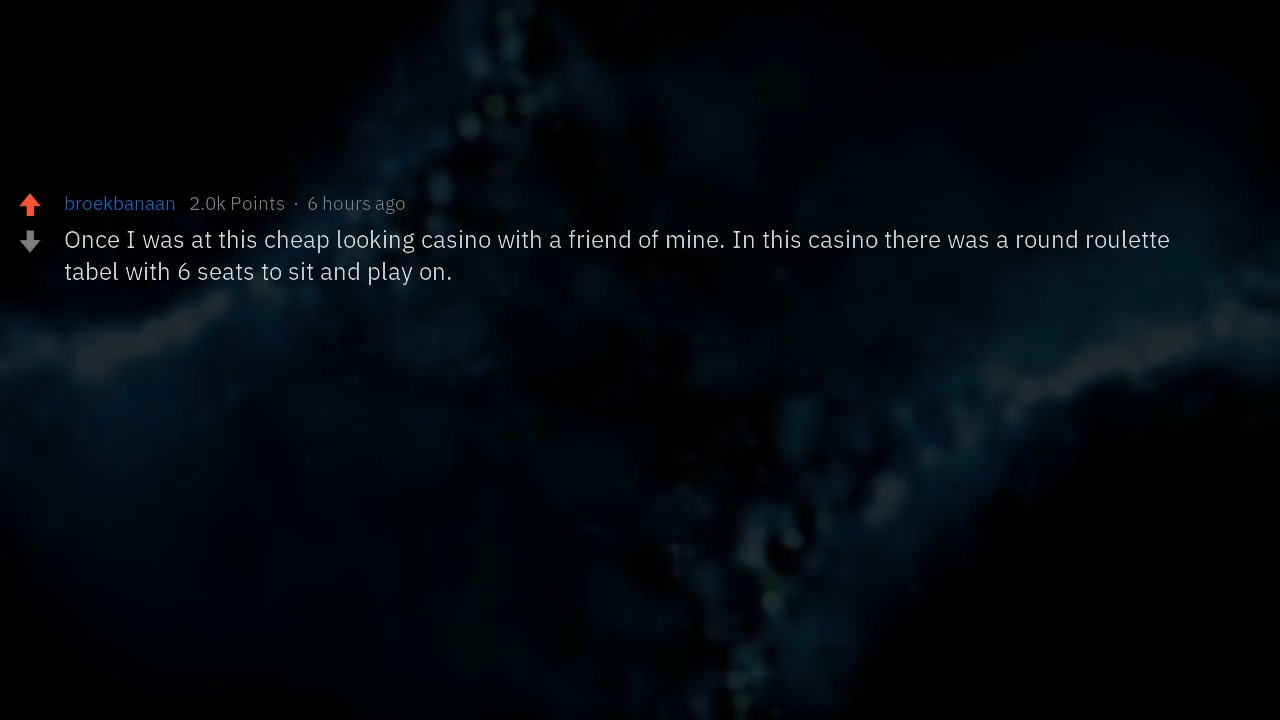 broekbanaan 2.0k Points · 6 hours ago
Once I was at this cheap looking casino with a friend of mine. In this casino there was a round roulette
tabel with 6 seats to sit and play on.